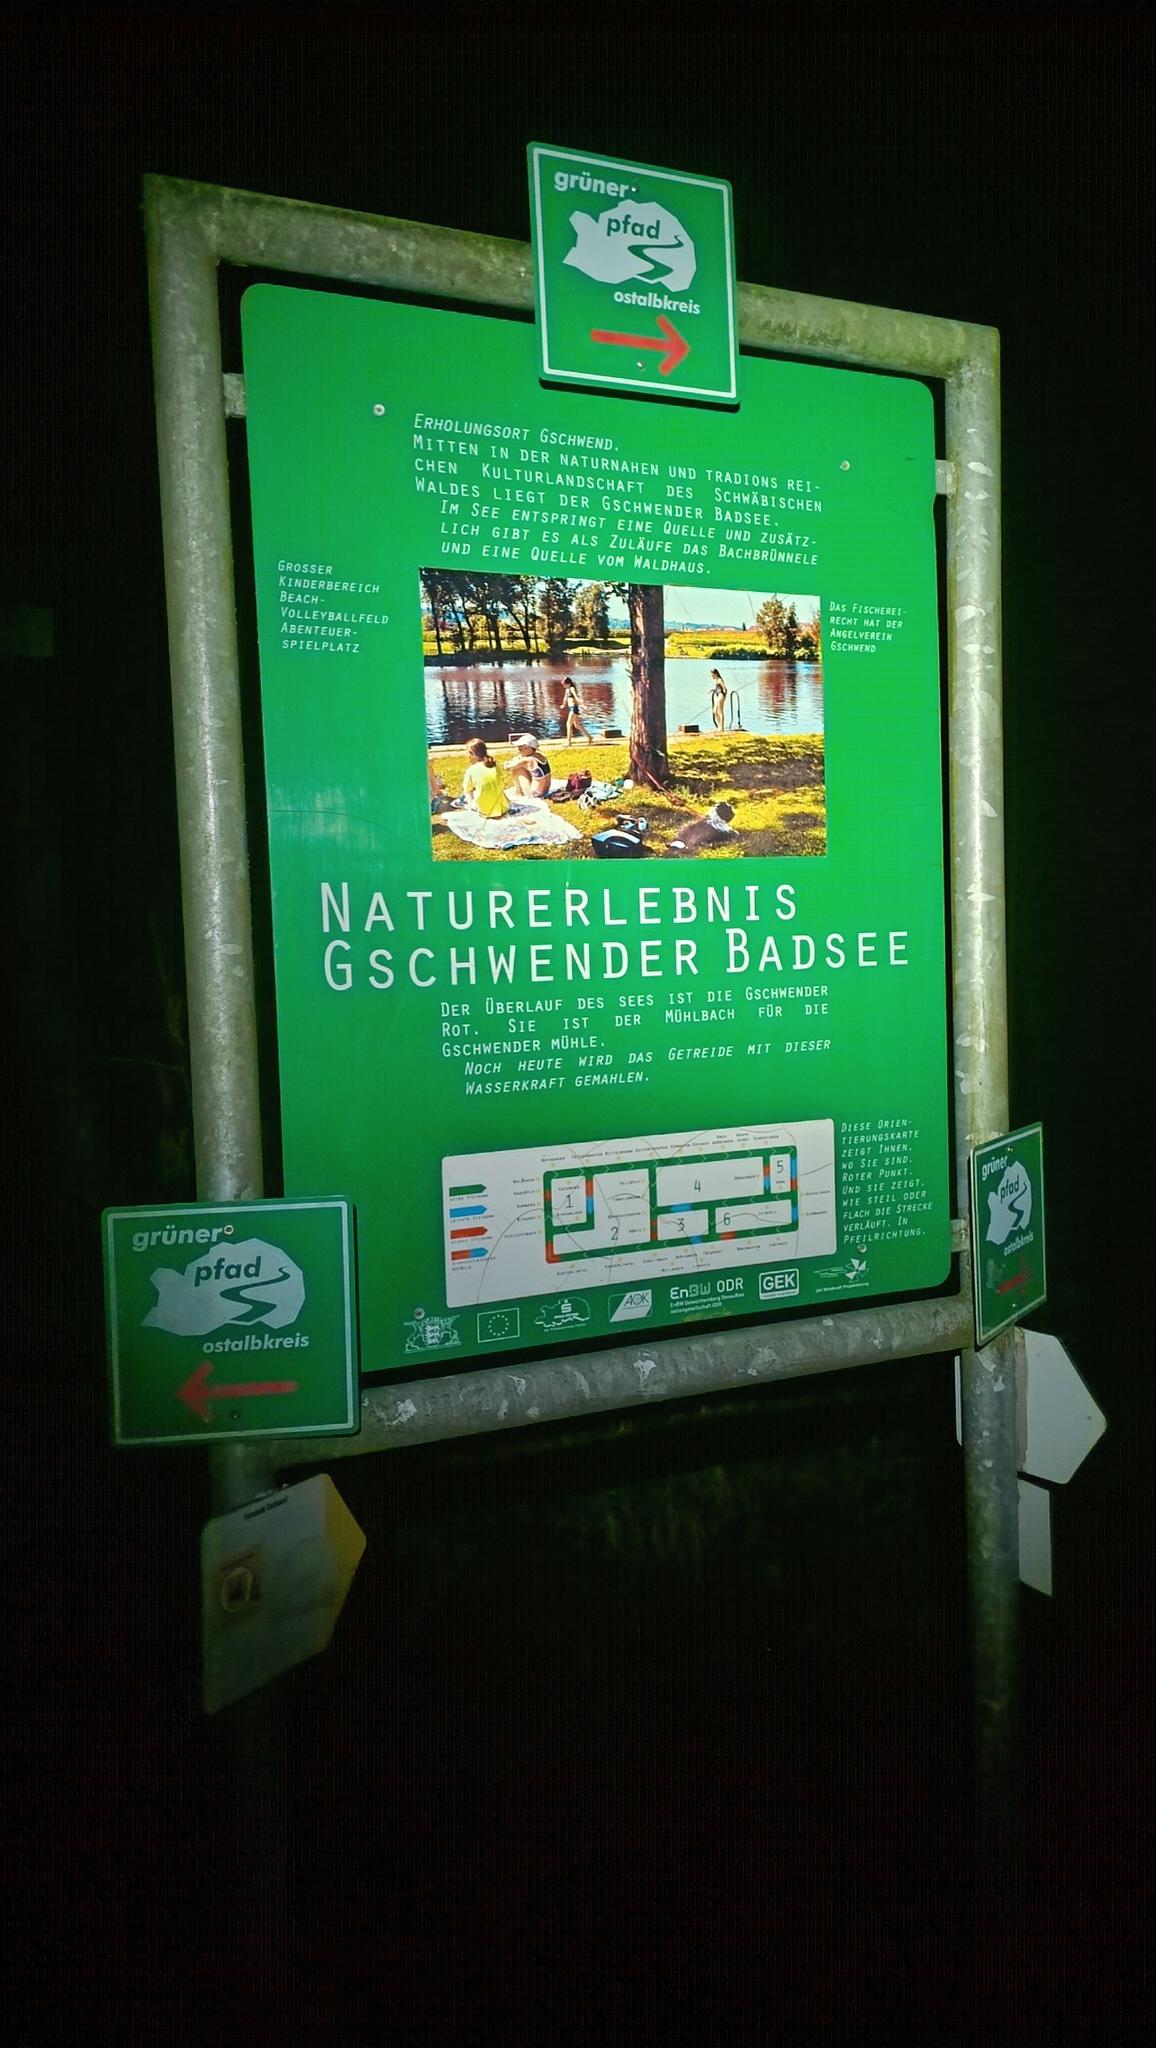 grüner
pfad
ostalbkreis
ERHOLUNGSORT GSCHWEND.
MITTEN IN DER NATURNAHEN UND TRADIONS REI-
CHEN KULTURLANDSCHAFT DES SCHWÄBISCHEN
WALDES LIEGT DER GSCHWENDER BADSEE.
IM SEE ENTSPRINGT EINE QUELLE UND ZUSÄTZ-
LICH GIBT ES ALS ZULÄUFE DAS BACHBRÜNNELE
UND EINE QUELLE VOM WALDHAUS.
GROSSER
KINDERBEREICH
BEACH-
VOLLEYBALLFELD
ABENTEUER-
SPIELPLATZ
DAS FISCHEREI-
RECHT HAT DER
ANGELVEREIN
GSCHWEND
NATURERLEBNIS
GSCHWENDER BADSEE
DER ÜBERLAUF DES SEES IST DIE GSCHWENDER
ROT. SIE IST DER MÜHLBACH FÜR DIE
GSCHWENDER MÜHLE.
NOCH HEUTE WIRD DAS GETREIDE MIT DIESER
WASSERKRAFT GEMAHLEN.
DIESE ORIEN-
TIERUNGSKARTE
ZEIGT IHNEN,
WO SIE SIND.
ROTER PUNKT.
UND SIE ZEIGT,
WIE STEIL ODER
FLACH DIE STRECKE
VERLÄUFT. IN
PFEILRICHTUNG.
1
2
3
4
5
6
AOK
EnBW ODR
EnBW Ostwürttemberg DonauRies
Aktiengesellschaft ODR
GEK
grüner
pfad
ostalbkreis
grüner
pfad
ostalbkreis